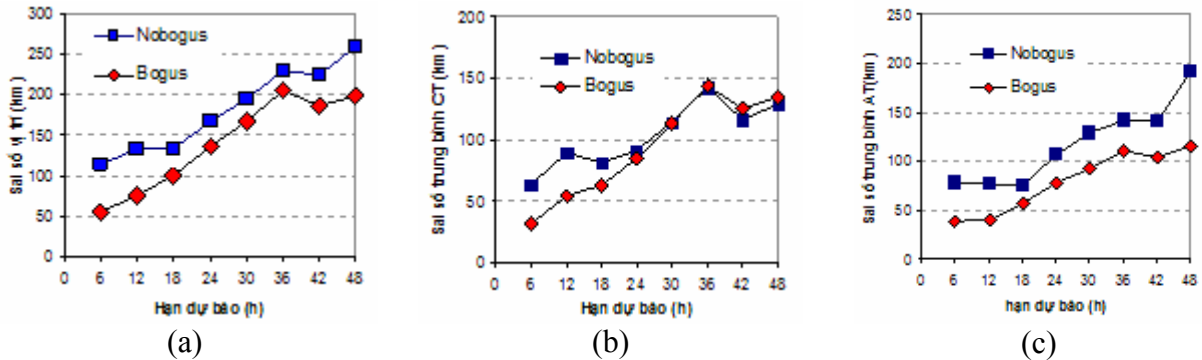 300
250
200
150
100
50
0
Sai số vị trí (km)
Nobogus
Bogus
0 6 12 18 24 30 36 42 48
Hạn dự báo (h)
(a)
200
150
100
50
0
Sai số trung bình CT (km)
Nobogus
Bogus
0 6 12 18 24 30 36 42 48
Hạn dự báo (h)
(b)
250
200
150
100
50
0
Sai số trung bình AT(km)
Nobogus
Bogus
0 6 12 18 24 30 36 42 48
hạn dự báo (h)
(c)